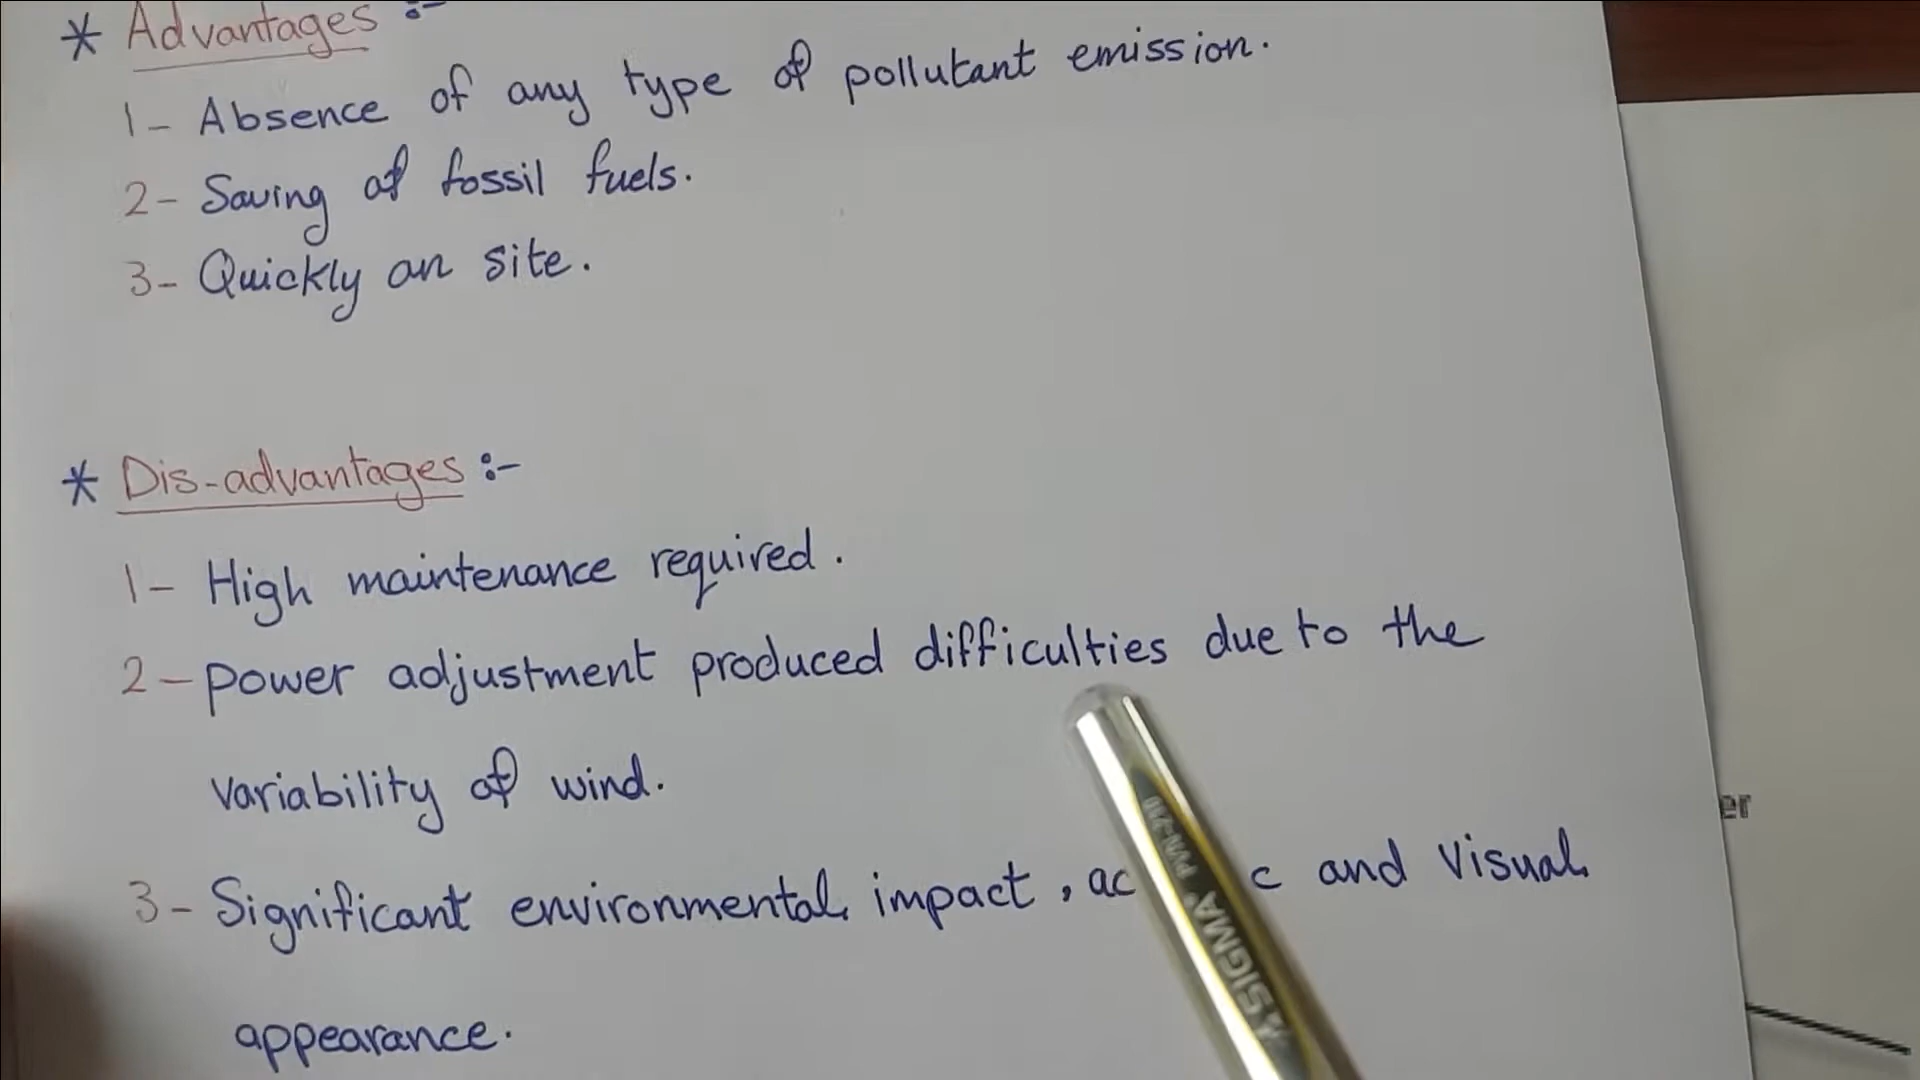 * Advantages :-
1- Absence of any type of pollutant emission.
2- Saving of fossil fuels.
3- Quickly on site.
* Dis-advantages :-
1- High maintenance required.
2- power adjustment produced difficulties due to the
variability of wind.
3- Significant environmental impact, and visual
appearance.
SIGMA
er